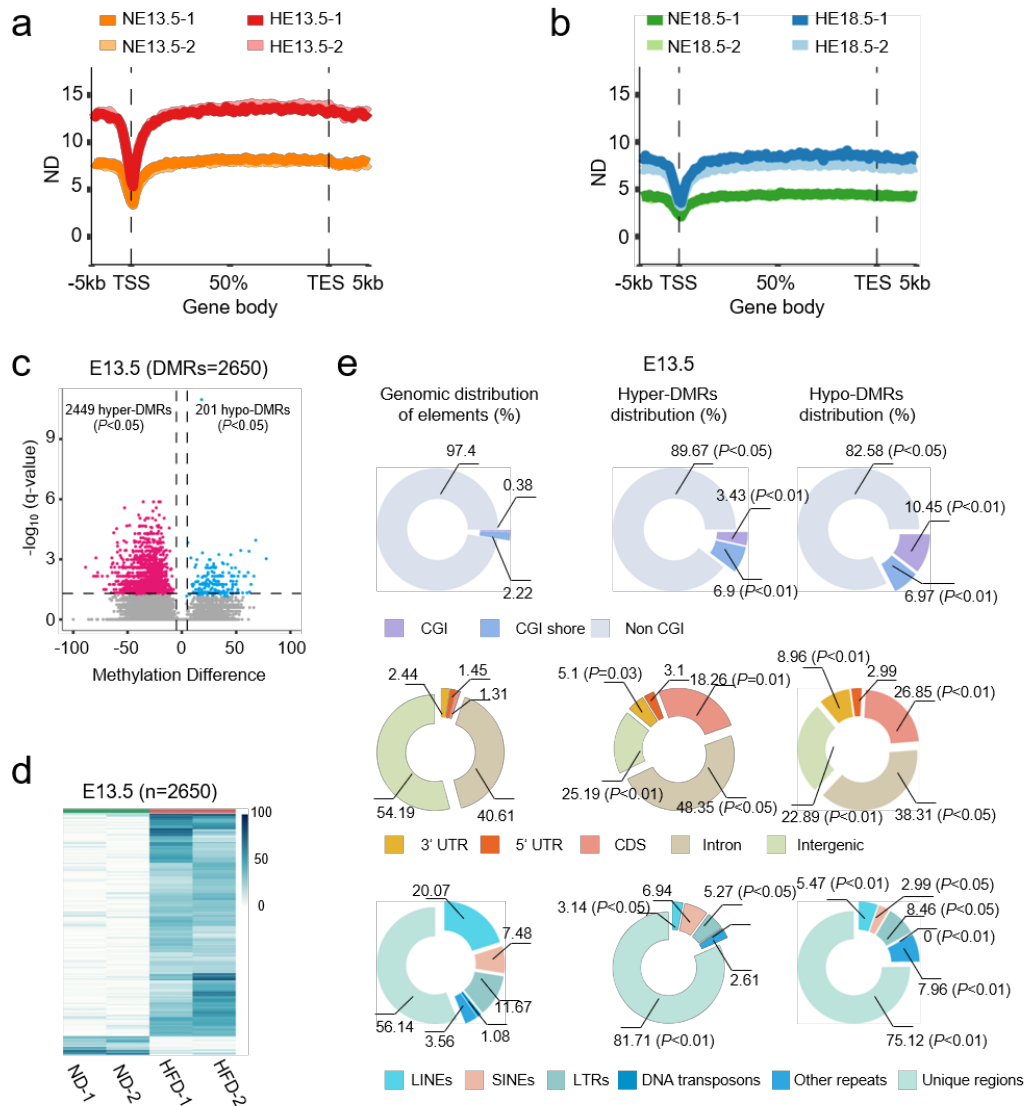 a
NE13.5-1
HE13.5-1
NE13.5-2
HE13.5-2
ND
15
10
5
0
-5kb
TSS
50%
TES
5kb
Gene body
b
NE18.5-1
HE18.5-1
NE18.5-2
HE18.5-2
ND
15
10
5
0
-5kb
TSS
50%
TES
5kb
Gene body
c
E13.5 (DMRs=2650)
2449 hyper-DMRs
(P<0.05)
201 hypo-DMRs
(P<0.05)
-log10 (q-value)
9
6
3
0
-100
-50
0
50
100
Methylation Difference
d
E13.5 (n=2650)
100
50
0
ND-1
ND-2
HFD-1
HFD-2
e
E13.5
Genomic distribution
of elements (%)
Hyper-DMRs
distribution (%)
Hypo-DMRs
distribution (%)
97.4
0.38
2.22
89.67 (P<0.05)
3.43 (P<0.01)
6.9 (P<0.01)
82.58 (P<0.05)
10.45 (P<0.01)
6.97 (P<0.01)
CGI
CGI shore
Non CGI
2.44
1.45
1.31
54.19
40.61
5.1 (P=0.03)
3.1
18.26 (P=0.01)
25.19 (P<0.01)
48.35 (P<0.05)
8.96 (P<0.01)
2.99
26.85 (P<0.01)
22.89 (P<0.01)
38.31 (P<0.05)
3' UTR
5' UTR
CDS
Intron
Intergenic
20.07
7.48
11.67
1.08
3.56
56.14
3.14 (P<0.05)
6.94
5.27 (P<0.05)
2.61
81.71 (P<0.01)
5.47 (P<0.01)
2.99 (P<0.05)
8.46 (P<0.05)
0 (P<0.01)
7.96 (P<0.01)
75.12 (P<0.01)
LINEs
SINEs
LTRs
DNA transposons
Other repeats
Unique regions